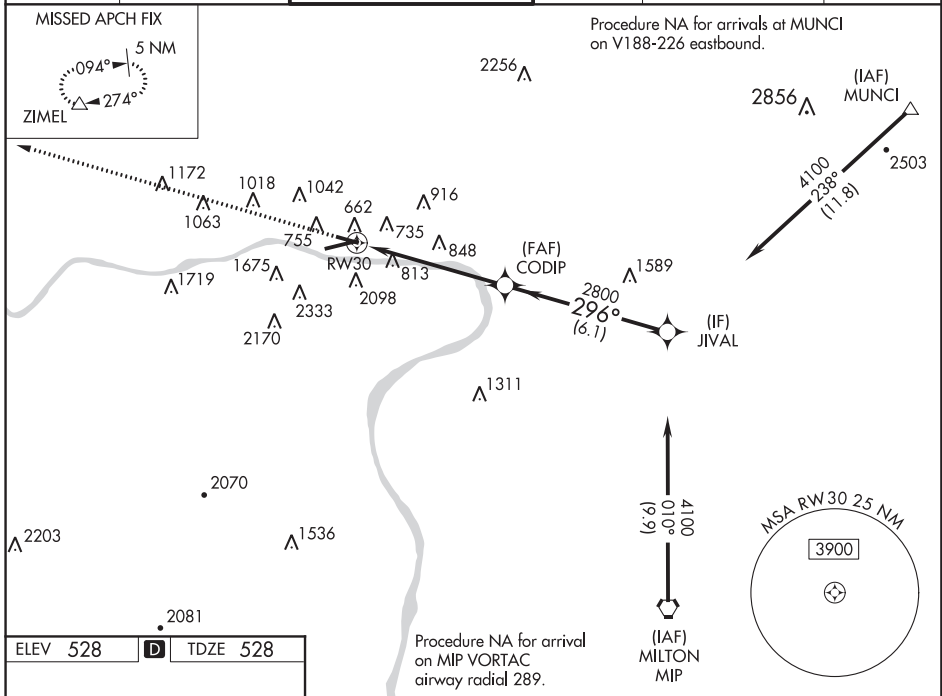 MISSED APCH FIX
5 NM
094°
274°
ZIMEL
Procedure NA for arrivals at MUNCI
on V188-226 eastbound.
2256
2856
(IAF)
MUNCI
2503
4100
238°
(11.8)
1172
1063
1018
1042
916
662
755
735
848
RW30
813
(FAF)
CODIP
1589
1719
1675
2333
2098
2170
2800
296°
(6.1)
(IF)
JIVAL
1311
2070
2203
1536
2081
4100
010°
(9.9)
MSA RW30 25 NM
3900
(IAF)
MILTON
MIP
Procedure NA for arrival
on MIP VORTAC
airway radial 289.
ELEV 528 D TDZE 528